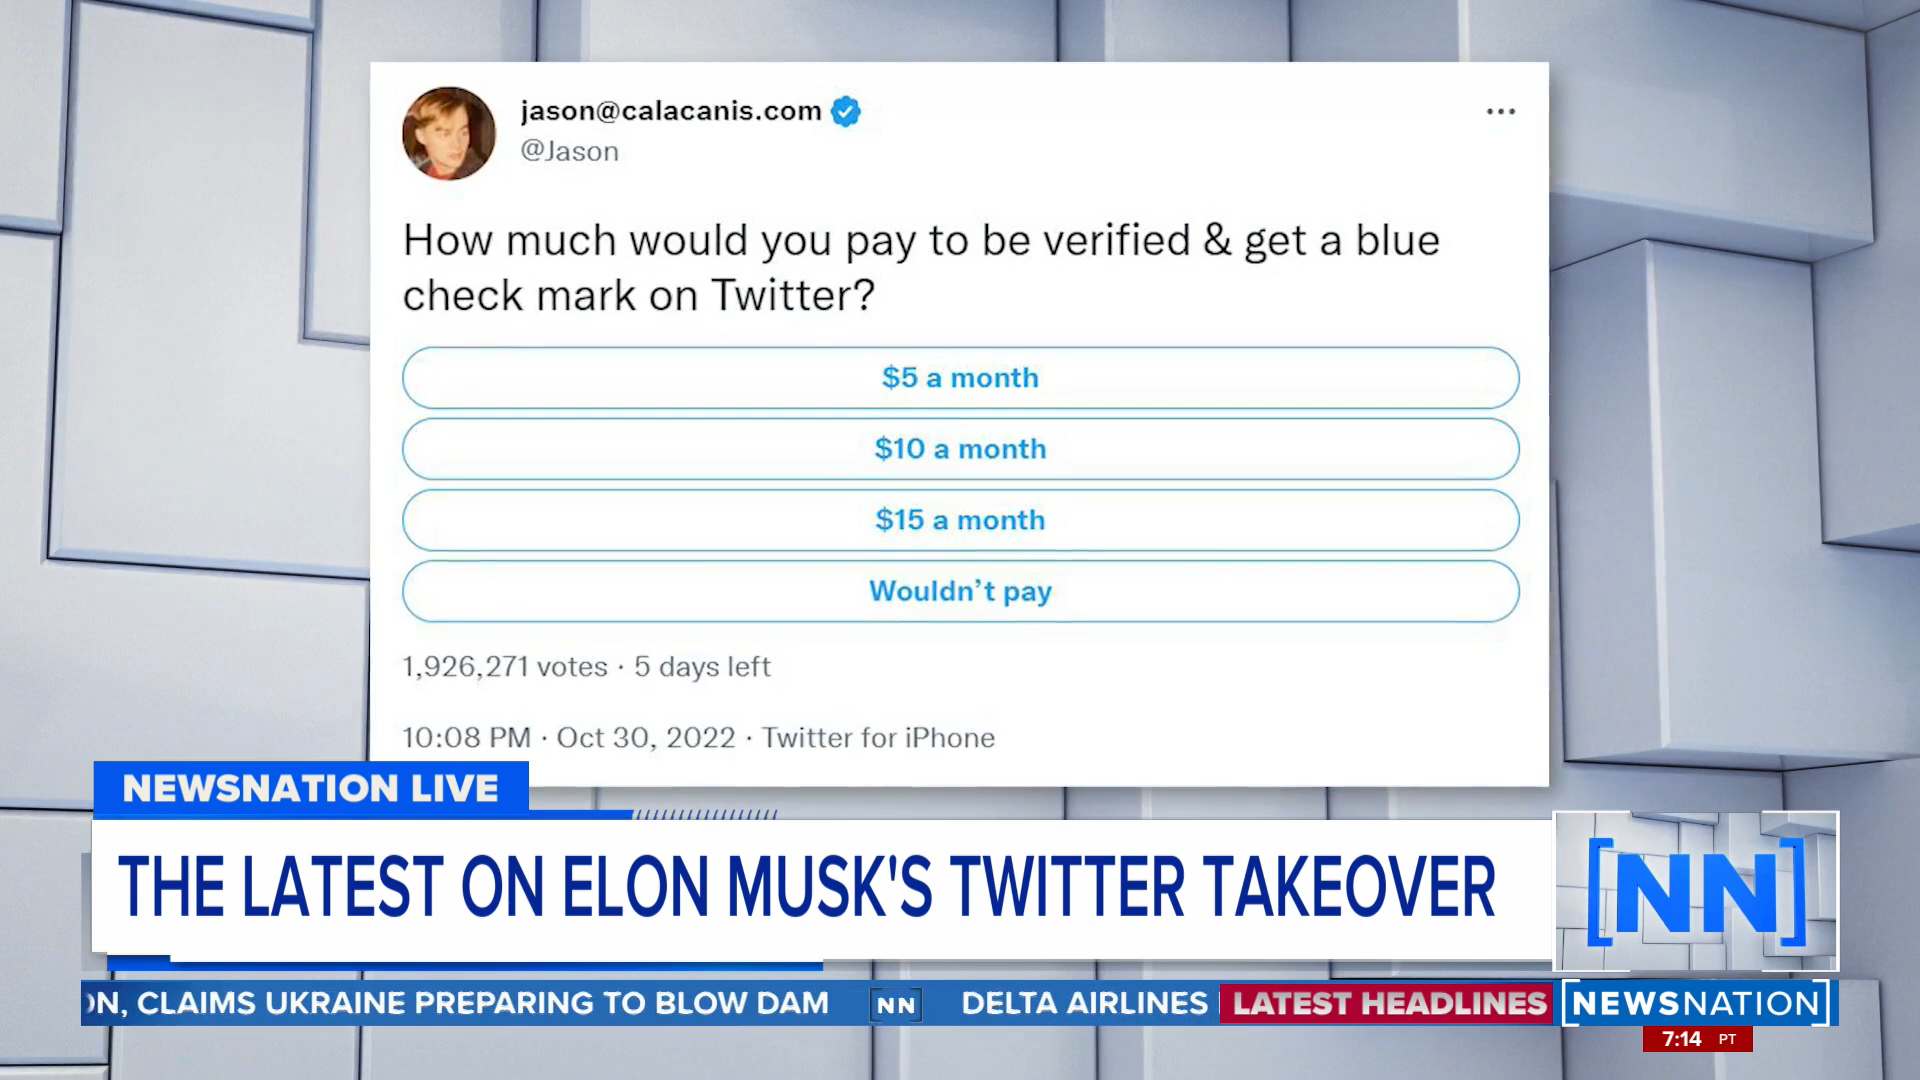 jason@calacanis.com
@Jason
How much would you pay to be verified & get a blue
check mark on Twitter?
$5 a month
$10 a month
$15 a month
Wouldn't pay
1,926,271 votes · 5 days left
10:08 PM · Oct 30, 2022 · Twitter for iPhone
NEWSNATION LIVE
THE LATEST ON ELON MUSK'S TWITTER TAKEOVER
[NN]
CLAIMS UKRAINE PREPARING TO BLOW DAM [NN] DELTA AIRLINES LATEST HEADLINES [NEWSNATION]
7:14 PT